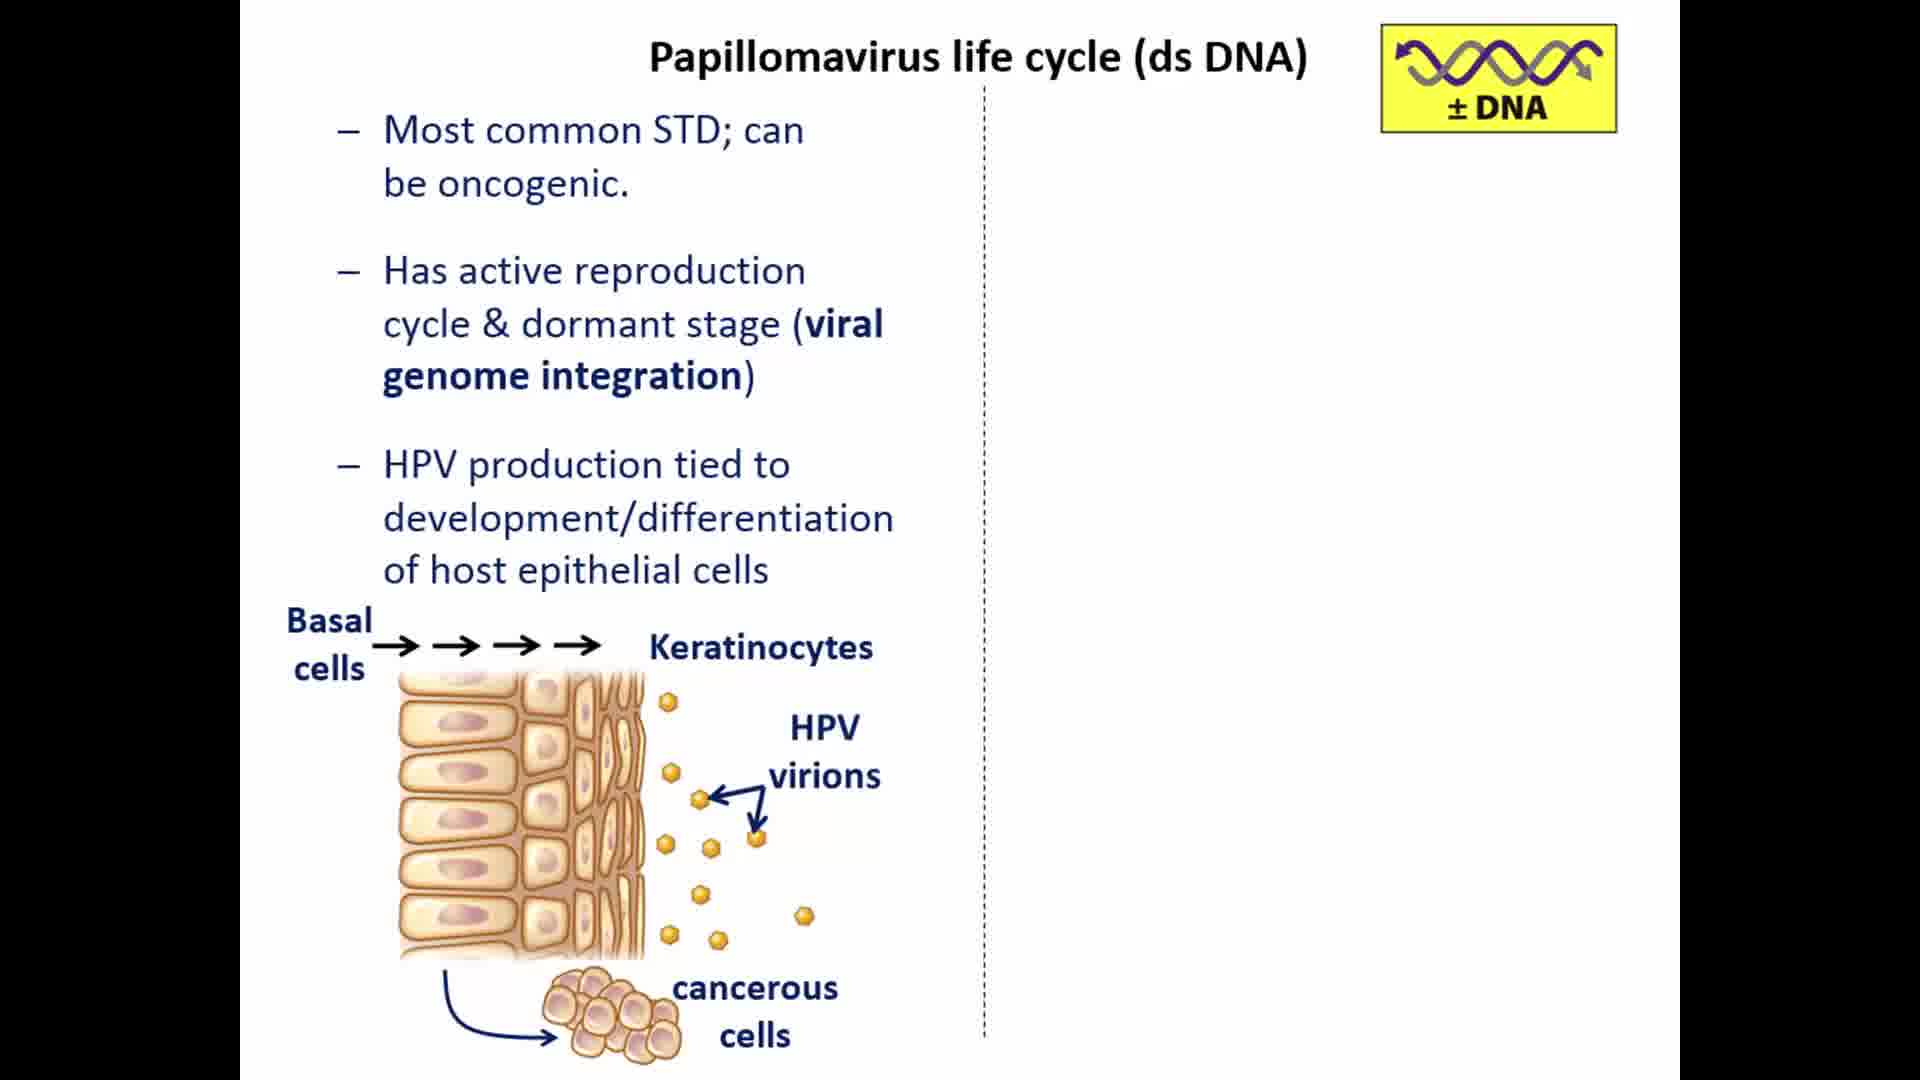 Papillomavirus life cycle (ds DNA)
± DNA
– Most common STD; can
be oncogenic.
– Has active reproduction
cycle & dormant stage (viral
genome integration)
– HPV production tied to
development/differentiation
of host epithelial cells
Basal
cells
Keratinocytes
HPV
virions
cancerous
cells